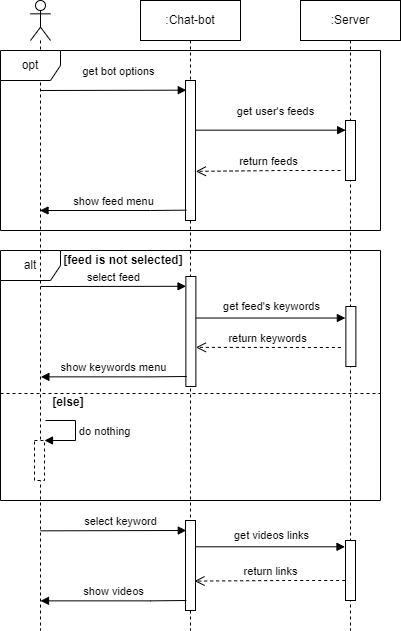 :Chat-bot
:Server
opt
get bot options
get user's feeds
return feeds
show feed menu
alt
[feed is not selected]
select feed
get feed's keywords
return keywords
show keywords menu
[else]
do nothing
select keyword
get videos links
return links
show videos